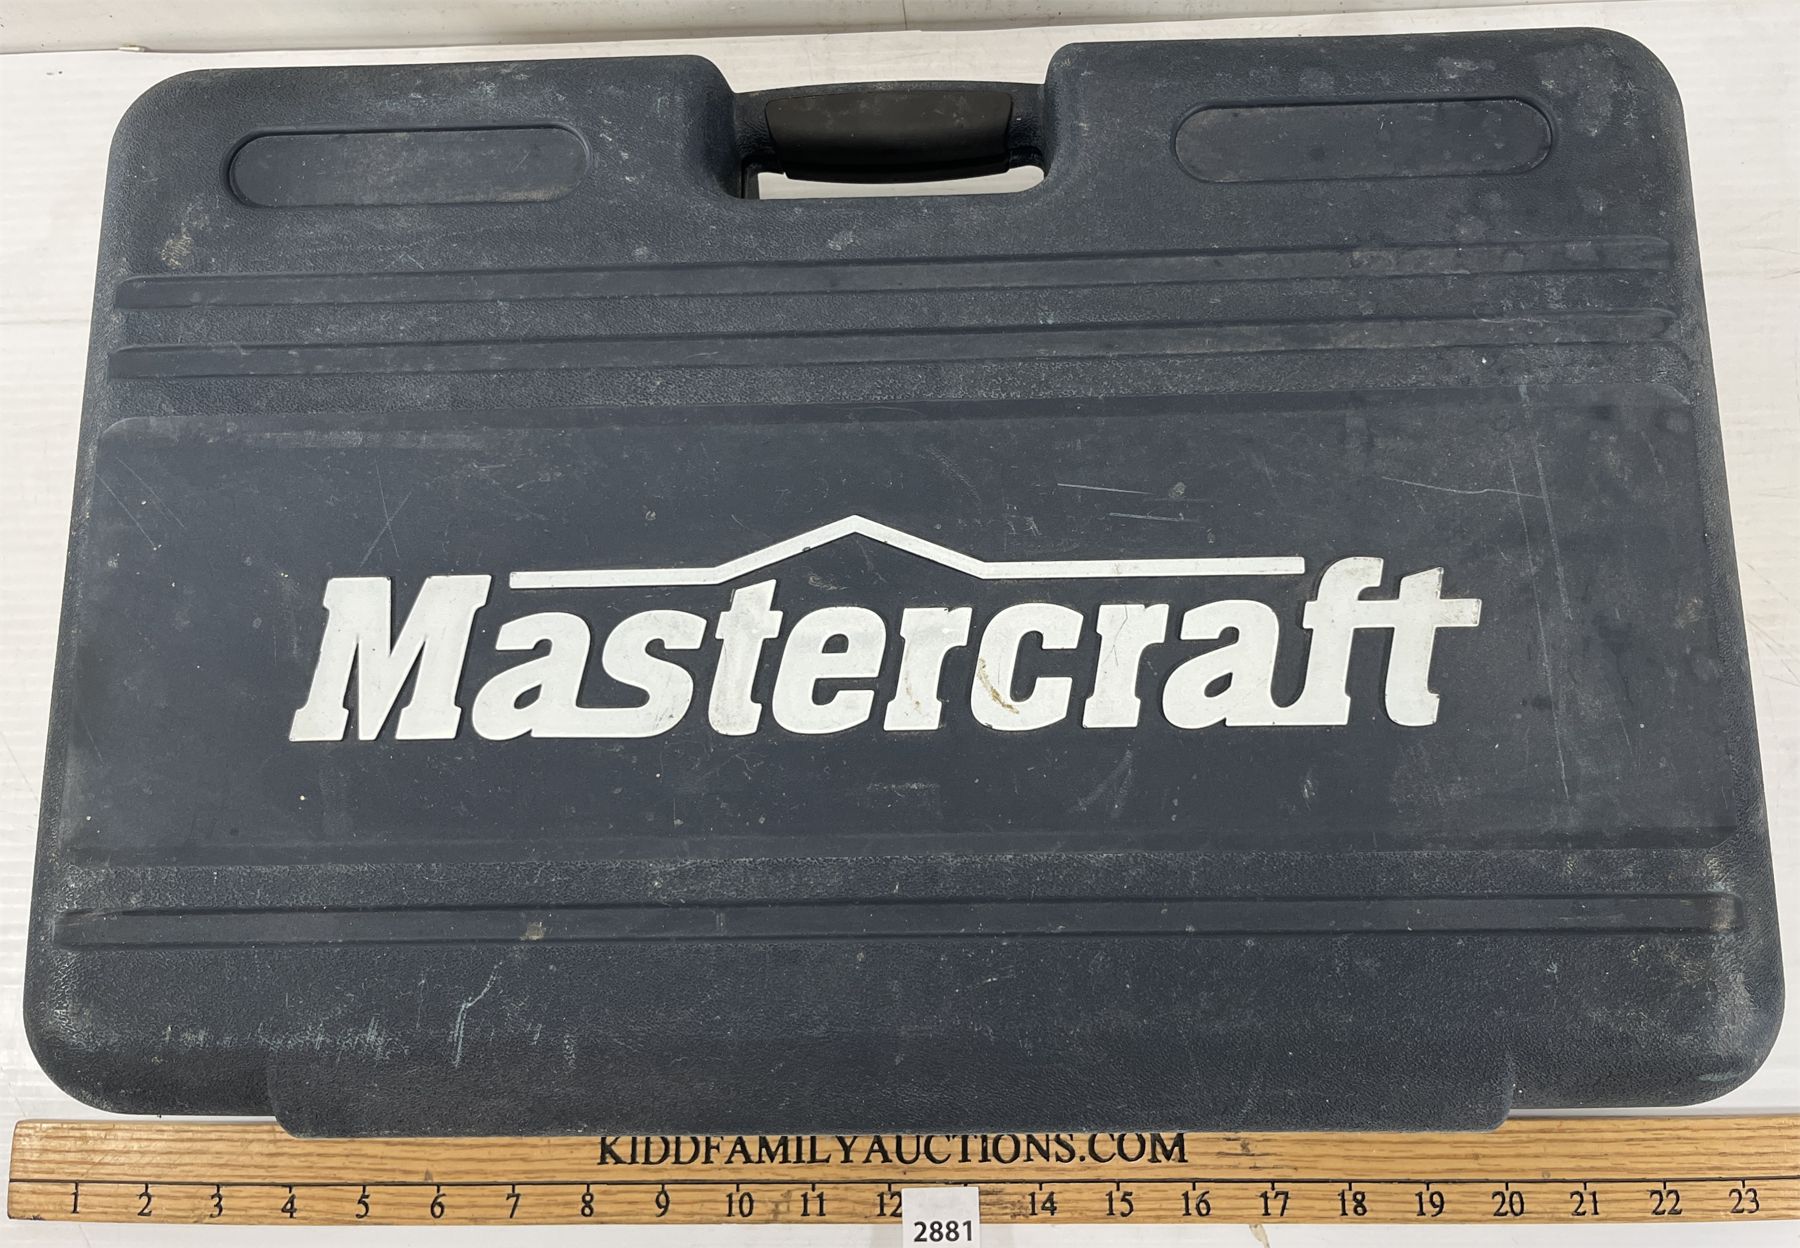 Mastercraft
KIDDFAMILYAUCTIONS.COM
1 2 3 4 5 6 7 8 9 10 11 12 14 15 16 17 18 19 20 21 22 23
2881